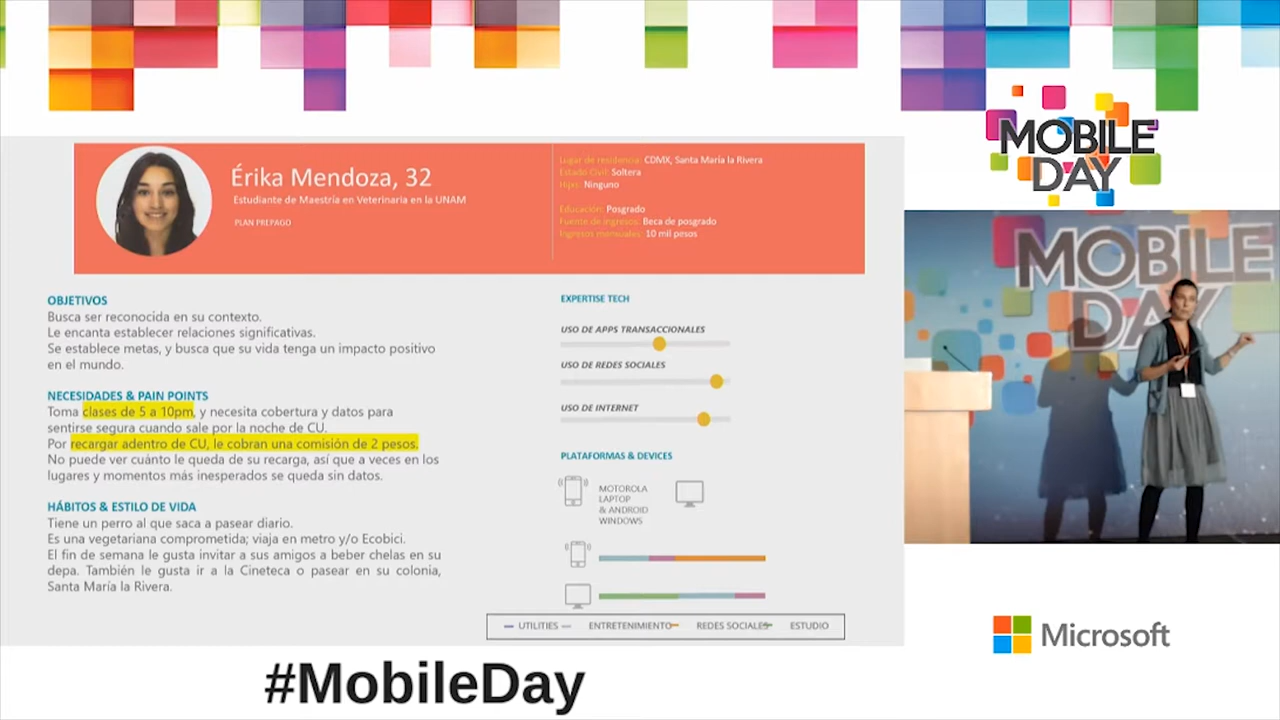 MOBILE
DAY
Érika Mendoza, 32
Estudiante de Maestría en Veterinaria en la UNAM
PLAN PREPAGO
Lugar de residencia: CDMX, Santa María la Rivera
Estado Civil: Soltera
Hijos: Ninguno
Educación: Posgrado
Fuente de ingresos: Beca de posgrado
Ingresos mensuales: 10 mil pesos
OBJETIVOS
Busca ser reconocida en su contexto.
Le encanta establecer relaciones significativas.
Se establece metas, y busca que su vida tenga un impacto positivo
en el mundo.
NECESIDADES & PAIN POINTS
Toma clases de 5 a 10pm, y necesita cobertura y datos para
sentirse segura cuando sale por la noche de CU.
Por recargar adentro de CU, le cobran una comisión de 2 pesos.
No puede ver cuánto le queda de su recarga, así que a veces en los
lugares y momentos más inesperados se queda sin datos.
HÁBITOS & ESTILO DE VIDA
Tiene un perro al que saca a pasear diario.
Es una vegetariana comprometida; viaja en metro y/o Ecobici.
El fin de semana le gusta invitar a sus amigos a beber chelas en su
depa. También le gusta ir a la Cineteca o pasear en su colonia,
Santa María la Rivera.
EXPERTISE TECH
USO DE APPS TRANSACCIONALES
USO DE REDES SOCIALES
USO DE INTERNET
PLATAFORMAS & DEVICES
MOTOROLA
LAPTOP
& ANDROID
WINDOWS
UTILITIES ENTRETENIMIENTO REDES SOCIALES ESTUDIO
MOBILE
DAY
Microsoft
#MobileDay